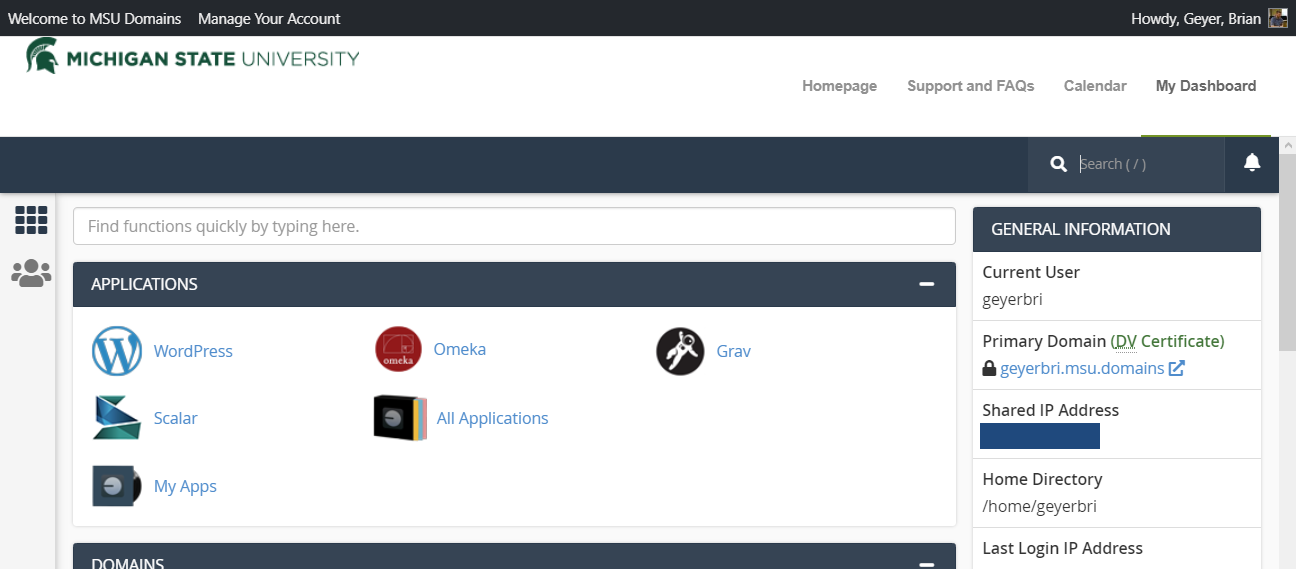 Welcome to MSU Domains Manage Your Account Howdy, Geyer, Brian
MICHIGAN STATE UNIVERSITY
Homepage Support and FAQs Calendar My Dashboard
Search ( / )
Find functions quickly by typing here.
APPLICATIONS
WordPress
omeka
Omeka
Grav
Scalar
All Applications
My Apps
DOMAINS
GENERAL INFORMATION
Current User
geyerbri
Primary Domain (DV Certificate)
geyerbri.msu.domains
Shared IP Address
Home Directory
/home/geyerbri
Last Login IP Address